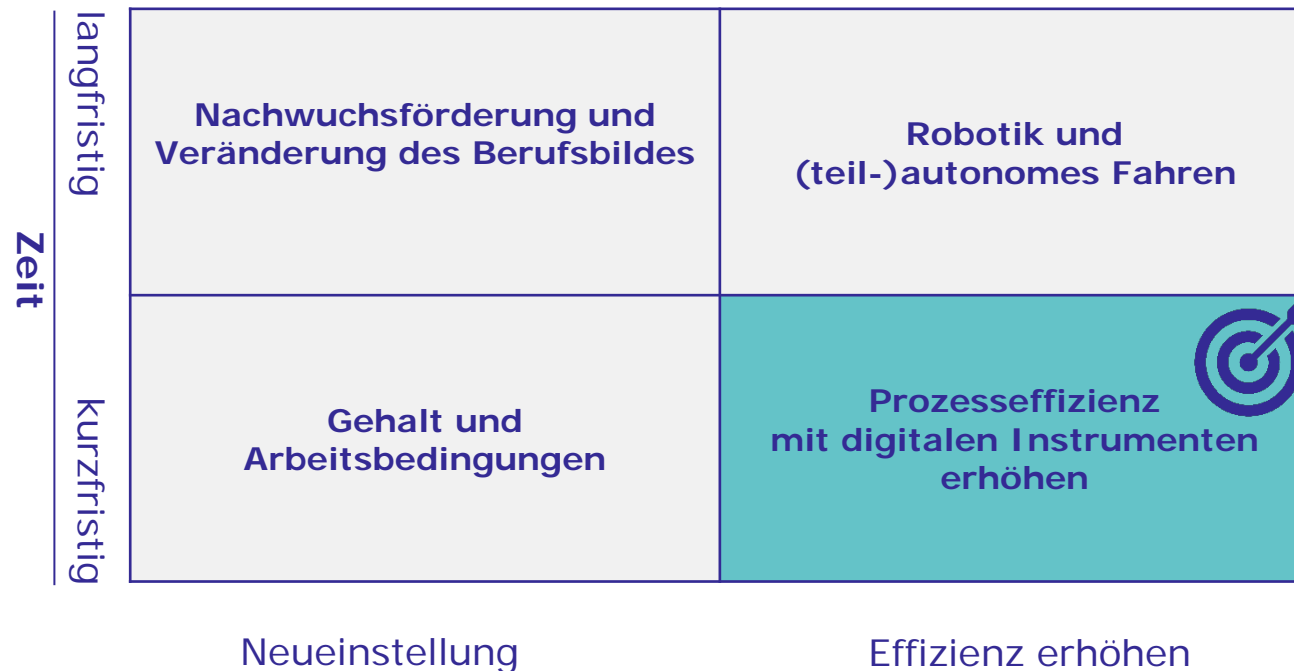 Zeit
langfristig
Nachwuchsförderung und
Veränderung des Berufsbildes
Robotik und
(teil-)autonomes Fahren
kurzfristig
Gehalt und
Arbeitsbedingungen
Prozesseffizienz
mit digitalen Instrumenten
erhöhen
Neueinstellung
Effizienz erhöhen